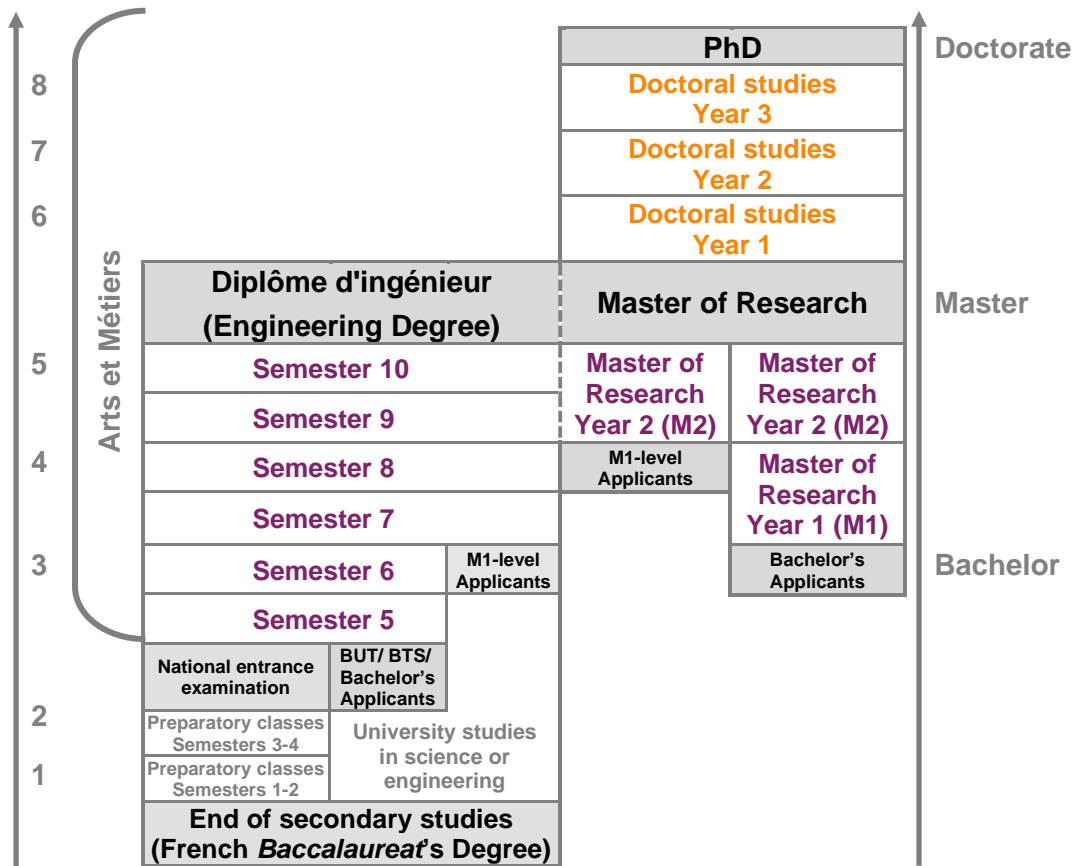 PhD
Doctorate
8
Doctoral studies
Year 3
7
Doctoral studies
Year 2
6
Doctoral studies
Year 1
Arts et Métiers
Diplôme d'ingénieur
(Engineering Degree)
Master of Research
Master
5
Semester 10
Semester 9
Master of
Research
Year 2 (M2)
Master of
Research
Year 2 (M2)
4
Semester 8
M1-level
Applicants
Master of
Research
Year 1 (M1)
Semester 7
3
Semester 6
M1-level
Applicants
Bachelor's
Applicants
Bachelor
Semester 5
National entrance
examination
BUT/ BTS/
Bachelor's
Applicants
2
Preparatory classes
Semesters 3-4
University studies
in science or
engineering
1
Preparatory classes
Semesters 1-2
End of secondary studies
(French Baccalaureat's Degree)